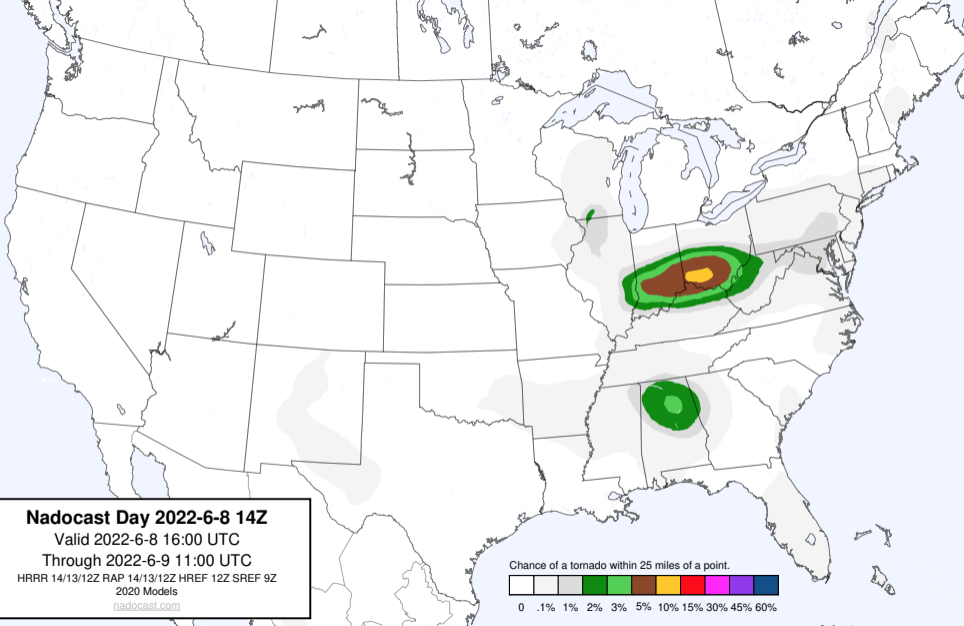 Nadocast Day 2022-6-8 14Z
Valid 2022-6-8 16:00 UTC
Through 2022-6-9 11:00 UTC
HRRR 14/13/12Z RAP 14/13/12Z HREF 12Z SREF 9Z
2020 Models
nadocast.com
Chance of a tornado within 25 miles of a point.
0 .1% 1% 2% 3% 5% 10% 15% 30% 45% 60%